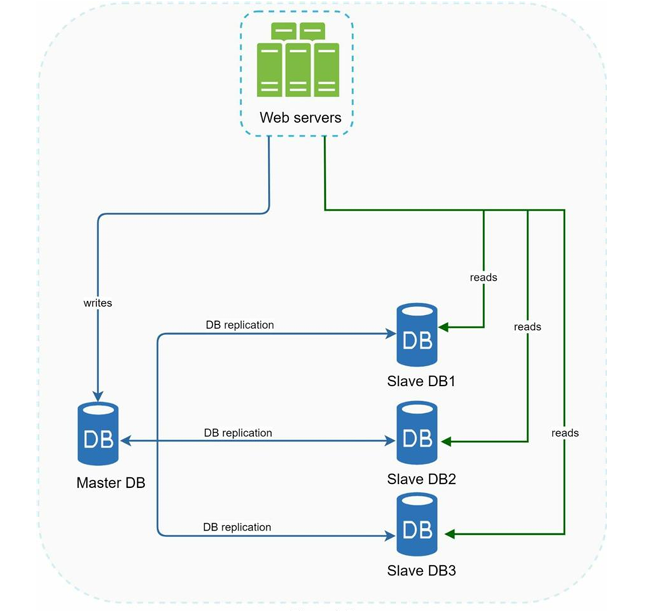 Web servers
writes
reads
reads
reads
DB replication
DB
Slave DB1
DB replication
DB
Master DB
DB
Slave DB2
DB replication
DB
Slave DB3